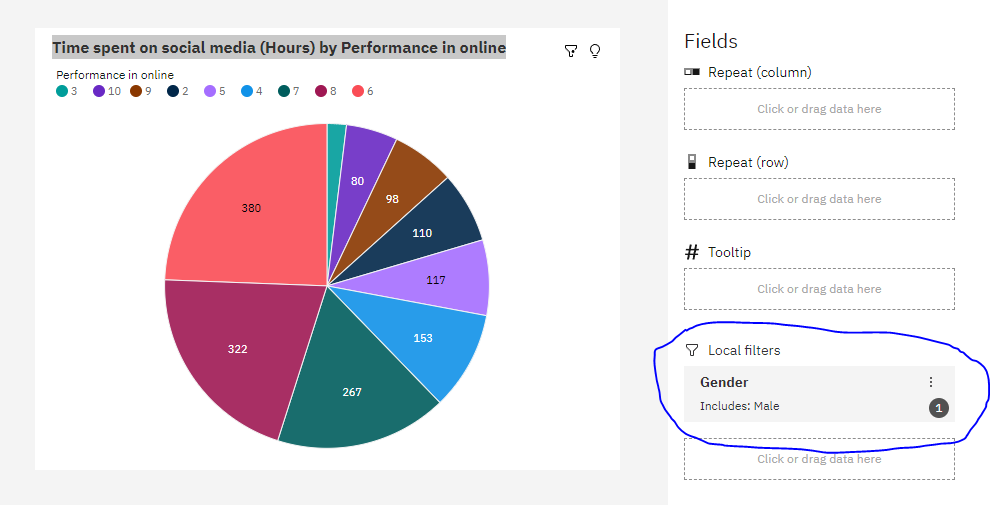 Time spent on social media (Hours) by Performance in online
Performance in online
3 10 9 2 5 4 7 8 6
80
98
110
117
153
267
322
380
Fields
Repeat (column)
Click or drag data here
Repeat (row)
Click or drag data here
# Tooltip
Click or drag data here
Local filters
Gender
Includes: Male
1
Click or drag data here